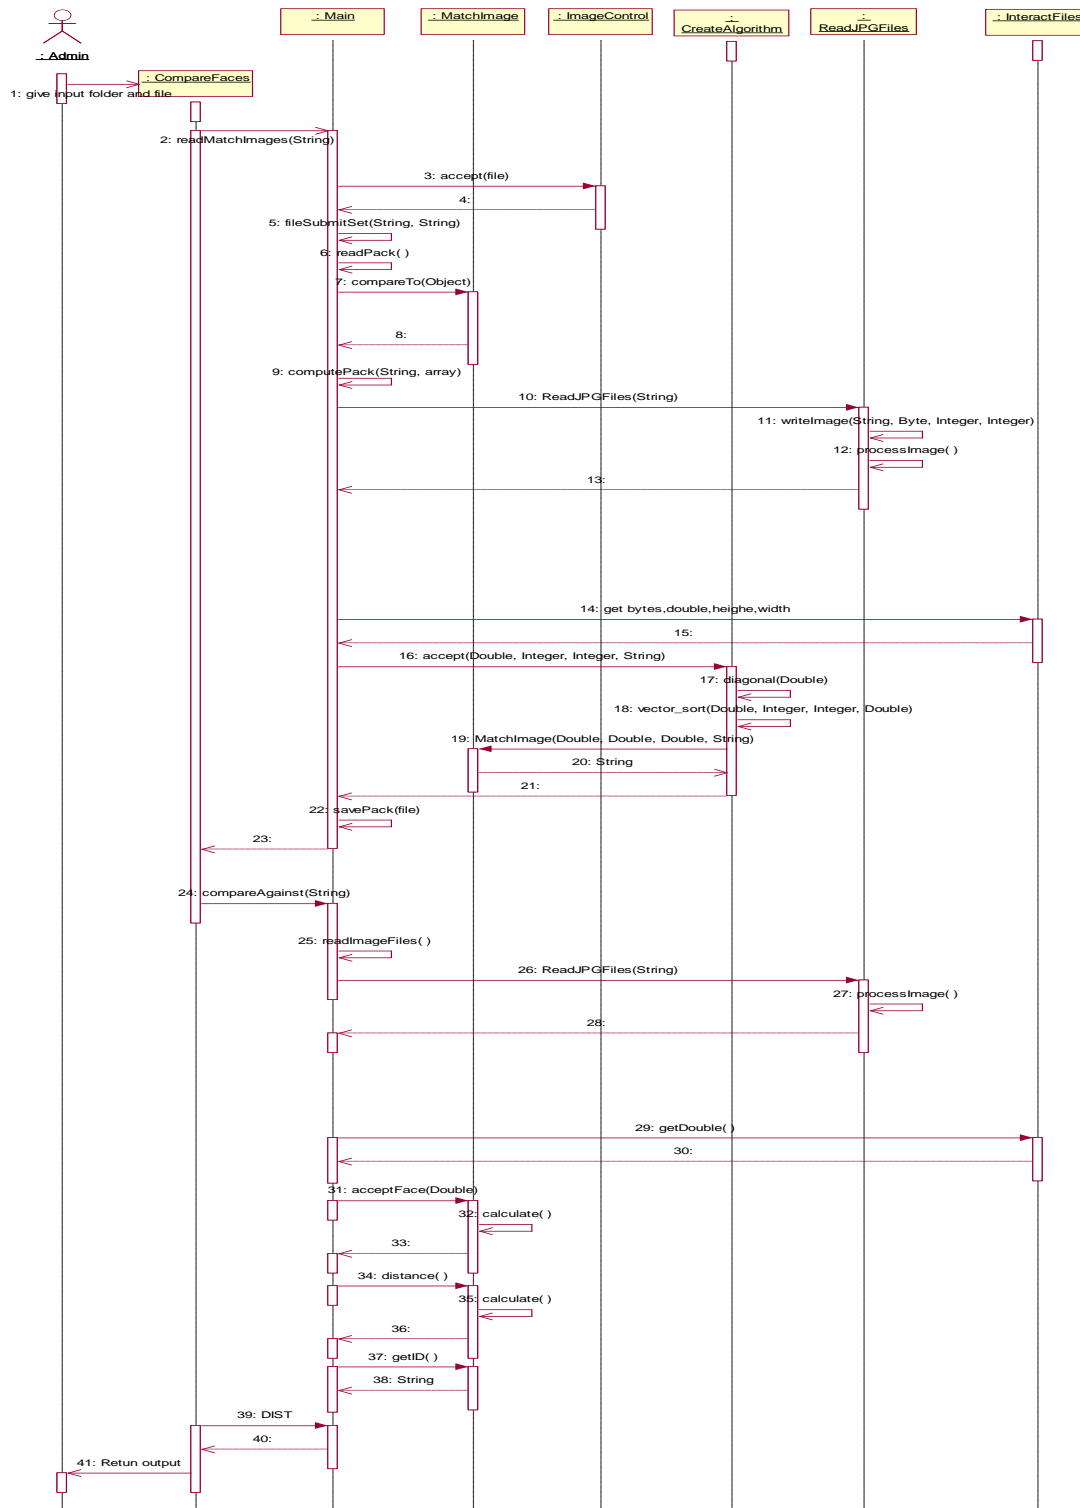 : Main
: MatchImage
: ImageControl
:
CreateAlgorithm
:
ReadJPGFiles
: InteractFiles
: Admin
: CompareFaces
1: give input folder and file
2: readMatchImages(String)
3: accept(file)
4:
5: fileSubmitSet(String, String)
6: readPack( )
7: compareTo(Object)
8:
9: computePack(String, array)
10: ReadJPGFiles(String)
11: writeImage(String, Byte, Integer, Integer)
12: processImage( )
13:
14: get bytes,double,heighe,width
15:
16: accept(Double, Integer, Integer, String)
17: diagonal(Double)
18: vector_sort(Double, Integer, Integer, Double)
19: MatchImage(Double, Double, Double, String)
20: String
21:
22: savePack(file)
23:
24: compareAgainst(String)
25: readImageFiles( )
26: ReadJPGFiles(String)
27: processImage( )
28:
29: getDouble( )
30:
31: acceptFace(Double)
32: calculate( )
33:
34: distance( )
35: calculate( )
36:
37: getID( )
38: String
39: DIST
40:
41: Retun output